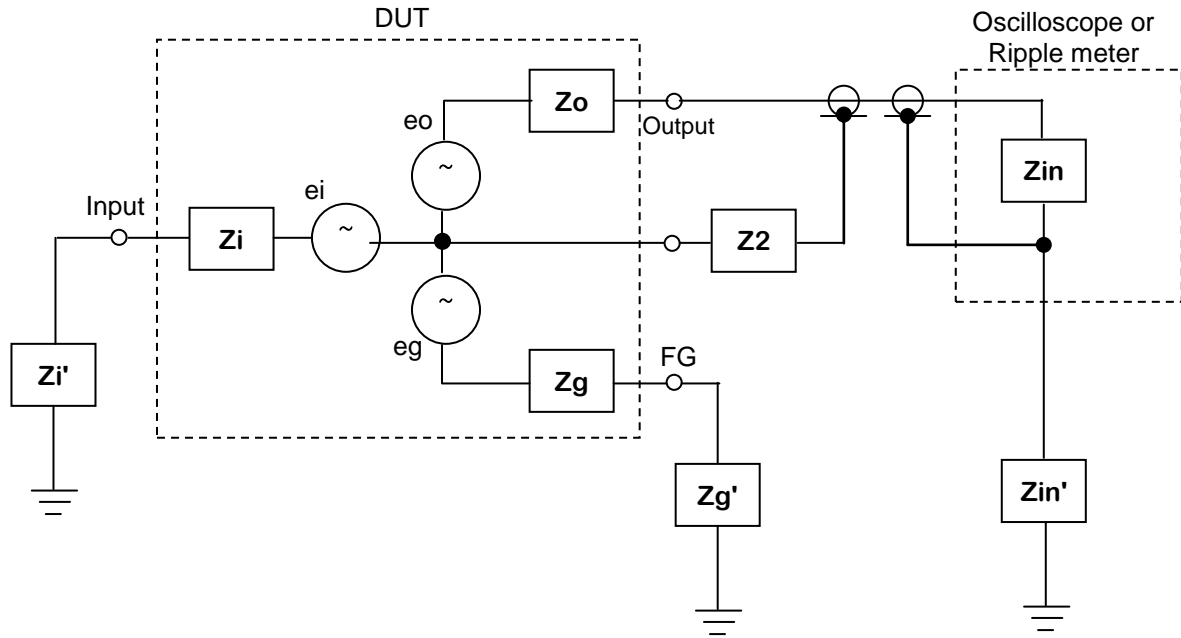 DUT
Oscilloscope or
Ripple meter
Zo
eo
Output
Zin
Input
ei
~
~
Zi
Z2
~
eg
FG
Zg
Zi'
Zg'
Zin'